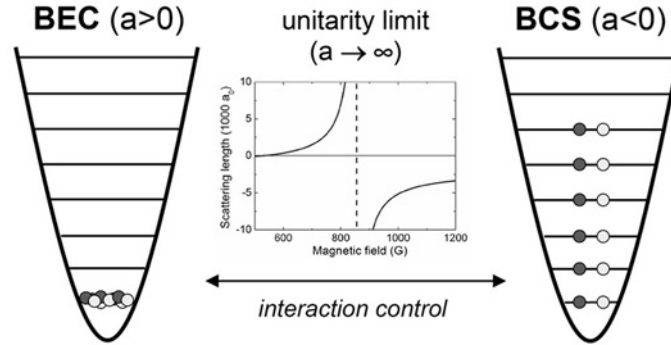 BEC (a>0)
unitarity limit
(a → ∞)
BCS (a<0)
Scattering length (1000 a₀)
10
5
0
-5
-10
600
800
1000
1200
Magnetic field (G)
interaction control